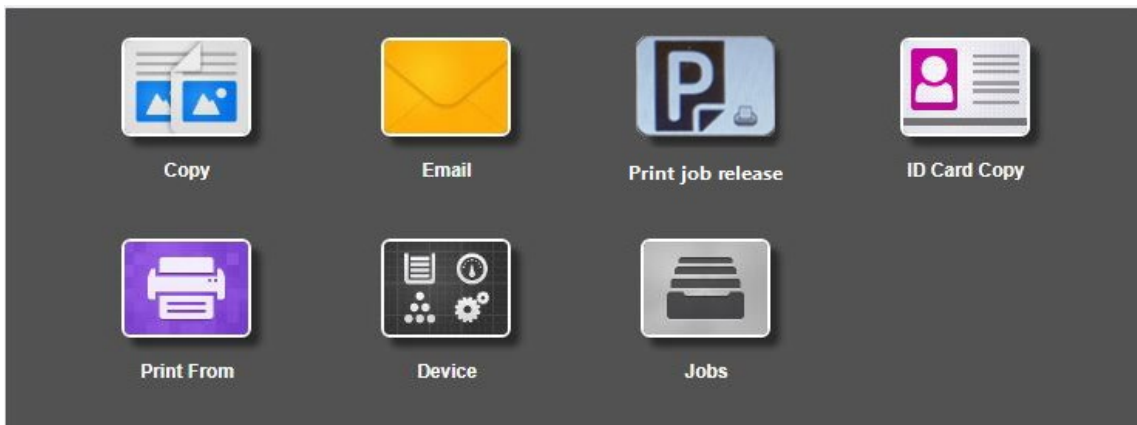 Copy
Email
P
Print job release
ID Card Copy
Print From
Device
Jobs